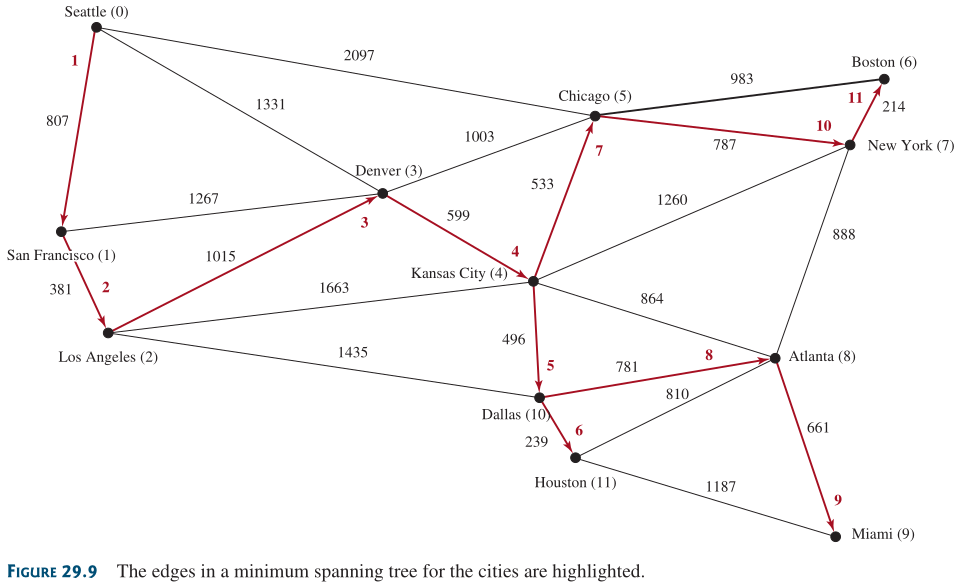 Seattle (0)
1
2097
Boston (6)
983
Chicago (5)
11
214
1331
807
10
1003
7
787
New York (7)
Denver (3)
533
1267
1260
599
3
888
4
San Francisco (1)
1015
Kansas City (4)
381
2
1663
864
496
1435
5
781
8
Atlanta (8)
810
Dallas (10)
6
661
239
Houston (11)
1187
9
Miami (9)
FIGURE 29.9 The edges in a minimum spanning tree for the cities are highlighted.
Los Angeles (2)